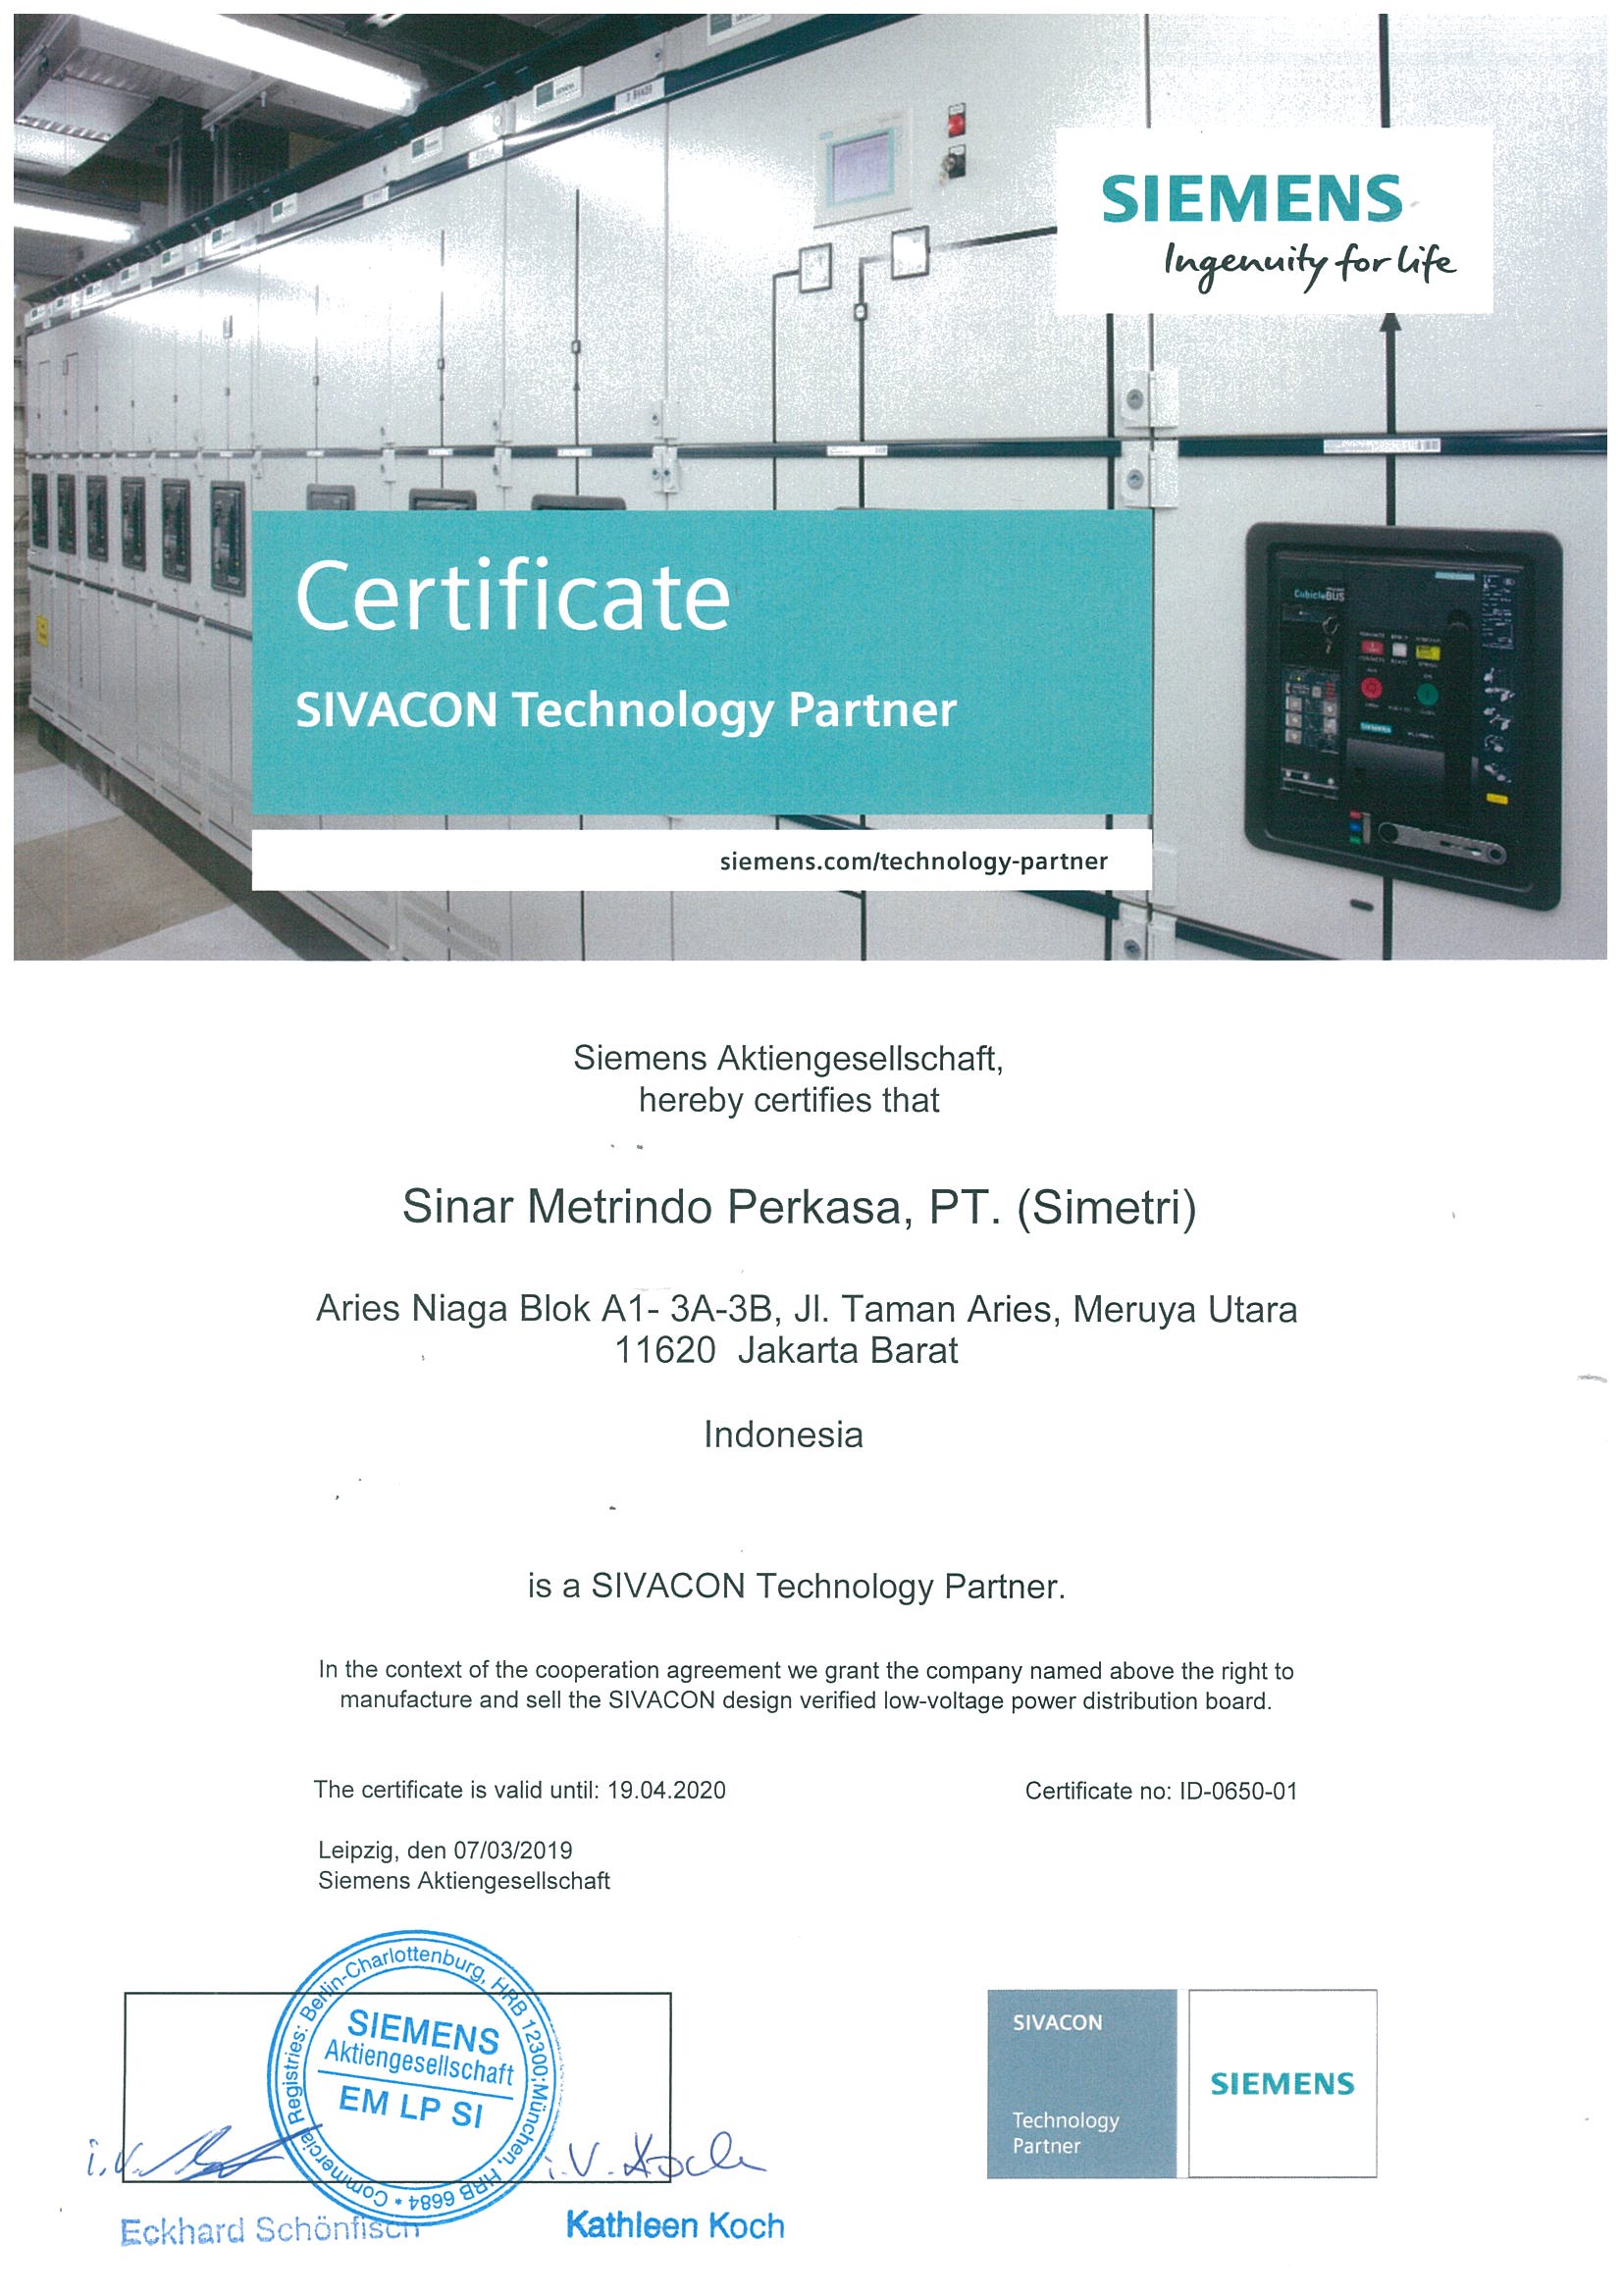 SIEMENS
Ingenuity for life
CubicleBUS
Certificate
SIVACON Technology Partner
siemens.com/technology-partner
Siemens Aktiengesellschaft,
hereby certifies that
Sinar Metrindo Perkasa, PT. (Simetri)
Aries Niaga Blok A1- 3A-3B, Jl. Taman Aries, Meruya Utara
11620  Jakarta Barat
Indonesia
is a SIVACON Technology Partner.
In the context of the cooperation agreement we grant the company named above the right to
manufacture and sell the SIVACON design verified low-voltage power distribution board.
The certificate is valid until: 19.04.2020
Certificate no: ID-0650-01
Leipzig, den 07/03/2019
Siemens Aktiengesellschaft
Commercial Registries: Berlin-Charlottenburg, HRB 12300;München, HRB 6684 *
SIEMENS
Aktiengesellschaft
EM LP SI
i.V.
i.V. Koch
Eckhard Schönfisch
Kathleen Koch
SIVACON
Technology
Partner
SIEMENS